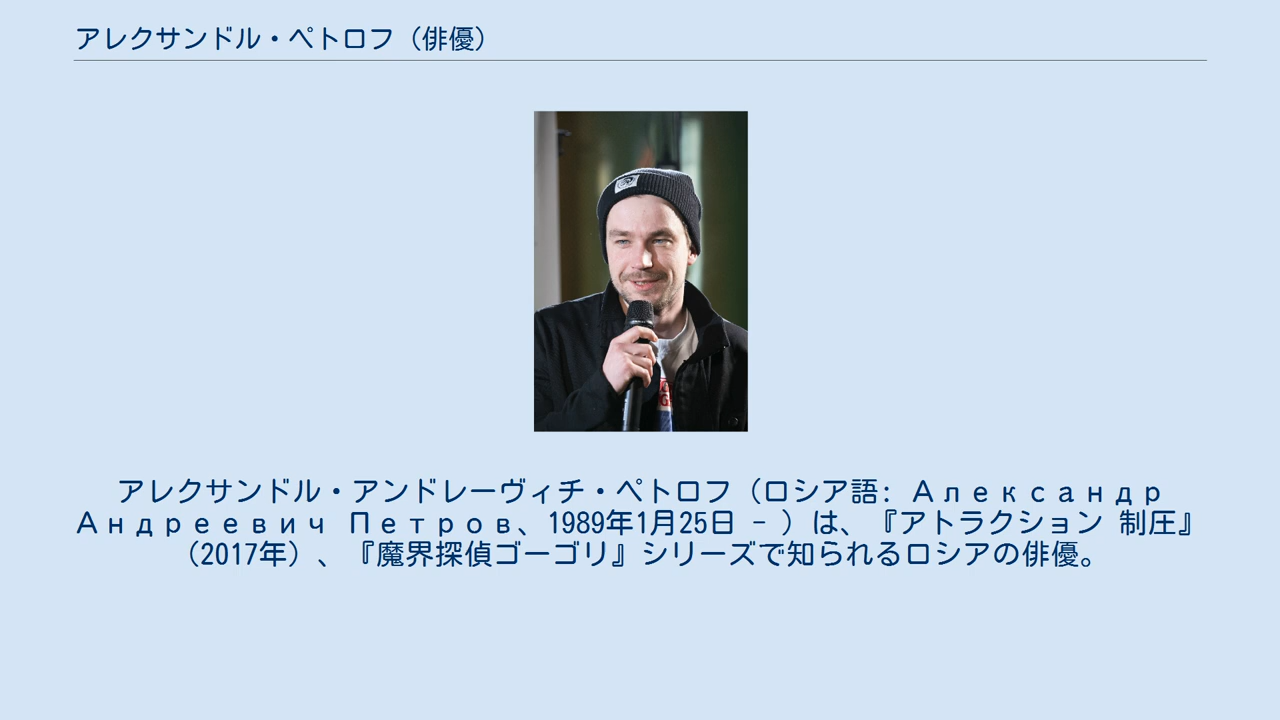 アレクサンドル・ペトロフ（俳優）
アレクサンドル・アンドレーヴィチ・ペトロフ（ロシア語: Александр
Андреевич Петров、1989年1月25日 - ）は、『アトラクション 制圧』
（2017年）、『魔界探偵ゴーゴリ』シリーズで知られるロシアの俳優。